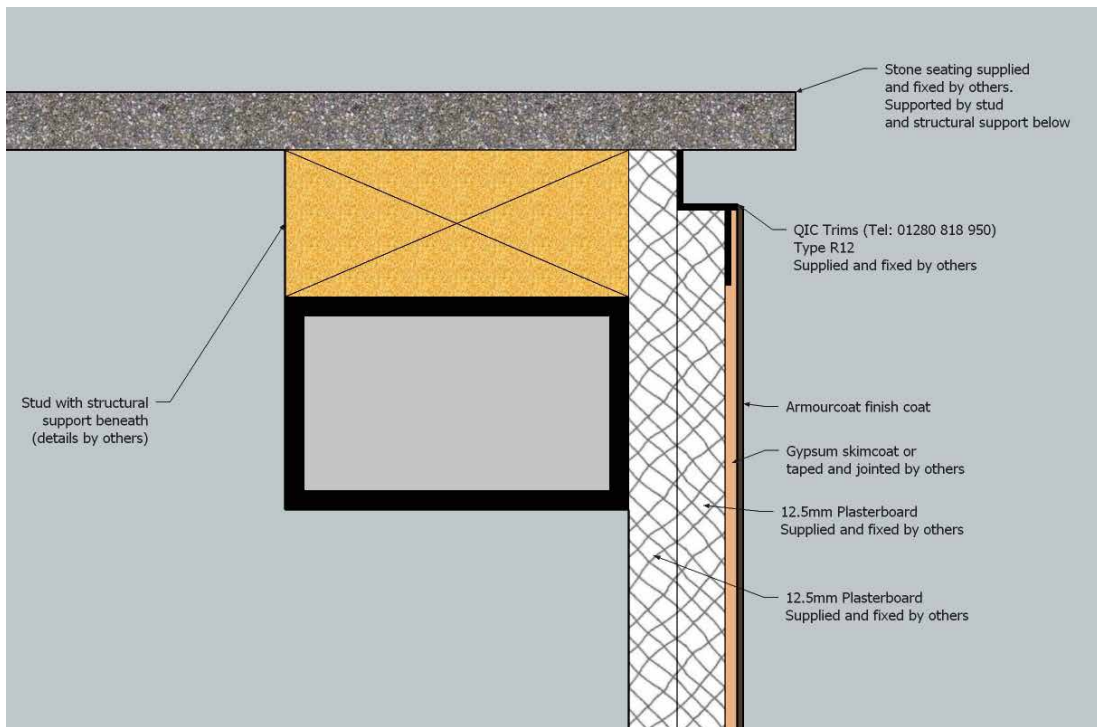 Stone seating supplied
and fixed by others.
Supported by stud
and structural support below
QIC Trims (Tel: 01280 818 950)
Type R12
Supplied and fixed by others
Stud with structural
support beneath
(details by others)
Armourcoat finish coat
Gypsum skimcoat or
taped and jointed by others
12.5mm Plasterboard
Supplied and fixed by others
12.5mm Plasterboard
Supplied and fixed by others